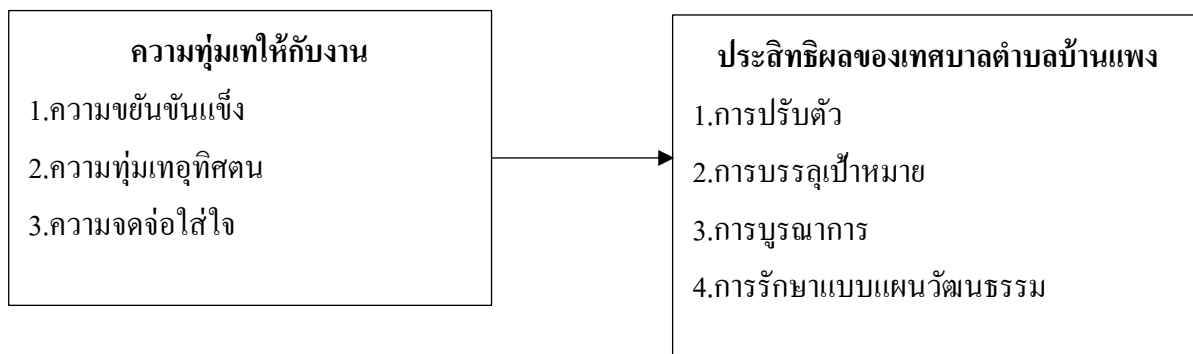 ความทุ่มเทให้กับงาน
1.ความขยันขันแข็ง
2.ความทุ่มเทอุทิศตน
3.ความจดจ่อใส่ใจ
ประสิทธิผลของเทศบาลตำบลบ้านแพง
1.การปรับตัว
2.การบรรลุเป้าหมาย
3.การบูรณาการ
4.การรักษาแบบแผนวัฒนธรรม